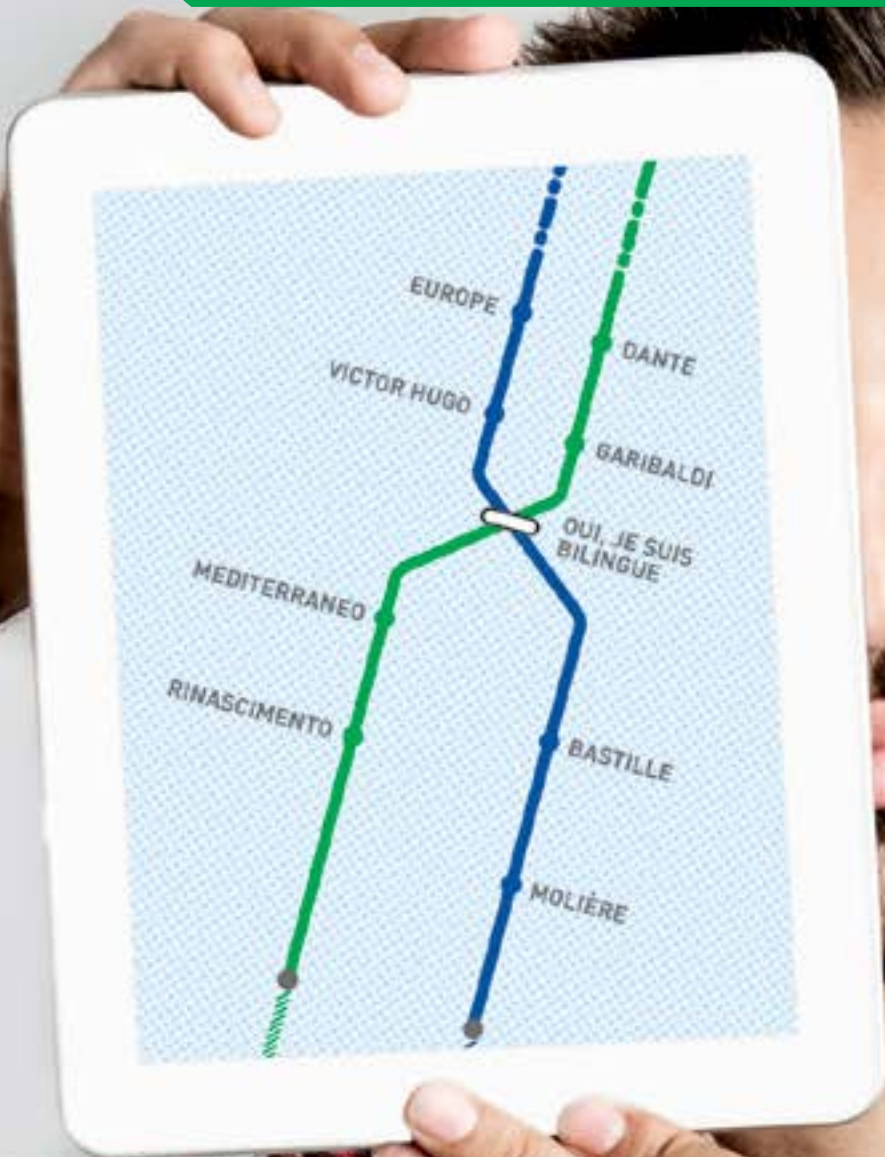 EUROPE
DANTE
VICTOR HUGO
GARIBALDI
OUI, JE SUIS
BILINGUE
MEDITERRANEO
RINASCIMENTO
BASTILLE
MOLIÈRE